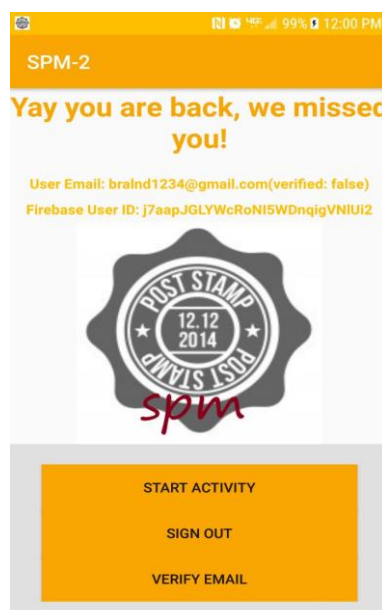 99% 12:00 PM
SPM-2
Yay you are back, we missed
you!
User Email: bralnd1234@gmail.com(verified: false)
Firebase User ID: j7aapJGLYWcRoNI5WDnqigVNlUi2
POST STAMP
12.12
2014
POST STAMP
spm
START ACTIVITY
SIGN OUT
VERIFY EMAIL